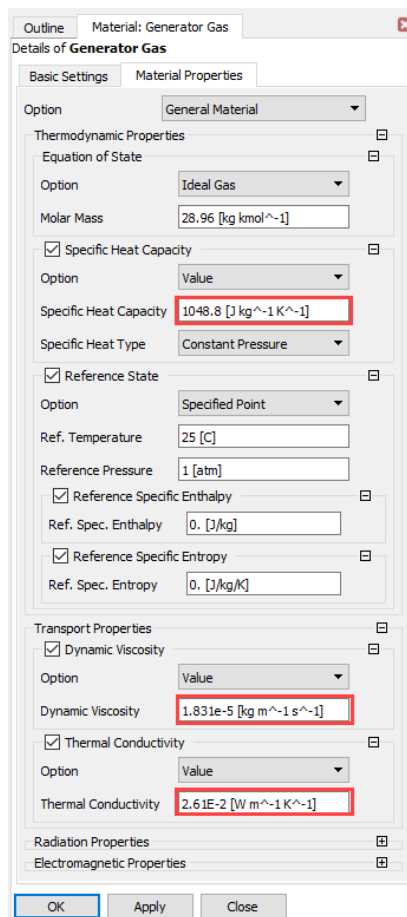 Outline Material: Generator Gas
Details of Generator Gas
Basic Settings Material Properties
Option General Material
Thermodynamic Properties
Equation of State
Option Ideal Gas
Molar Mass 28.96 [kg kmol^-1]
Specific Heat Capacity
Option Value
Specific Heat Capacity 1048.8 [J kg^-1 K^-1]
Specific Heat Type Constant Pressure
Reference State
Option Specified Point
Ref. Temperature 25 [C]
Reference Pressure 1 [atm]
Reference Specific Enthalpy
Ref. Spec. Enthalpy 0. [J/kg]
Reference Specific Entropy
Ref. Spec. Entropy 0. [J/kg/K]
Transport Properties
Dynamic Viscosity
Option Value
Dynamic Viscosity 1.831e-5 [kg m^-1 s^-1]
Thermal Conductivity
Option Value
Thermal Conductivity 2.61E-2 [W m^-1 K^-1]
Radiation Properties
Electromagnetic Properties
OK Apply Close